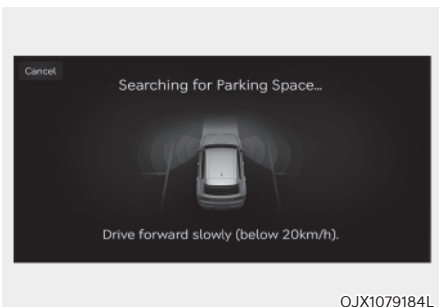 Cancel
Searching for Parking Space...
Drive forward slowly (below 20km/h).
OJX1079184L